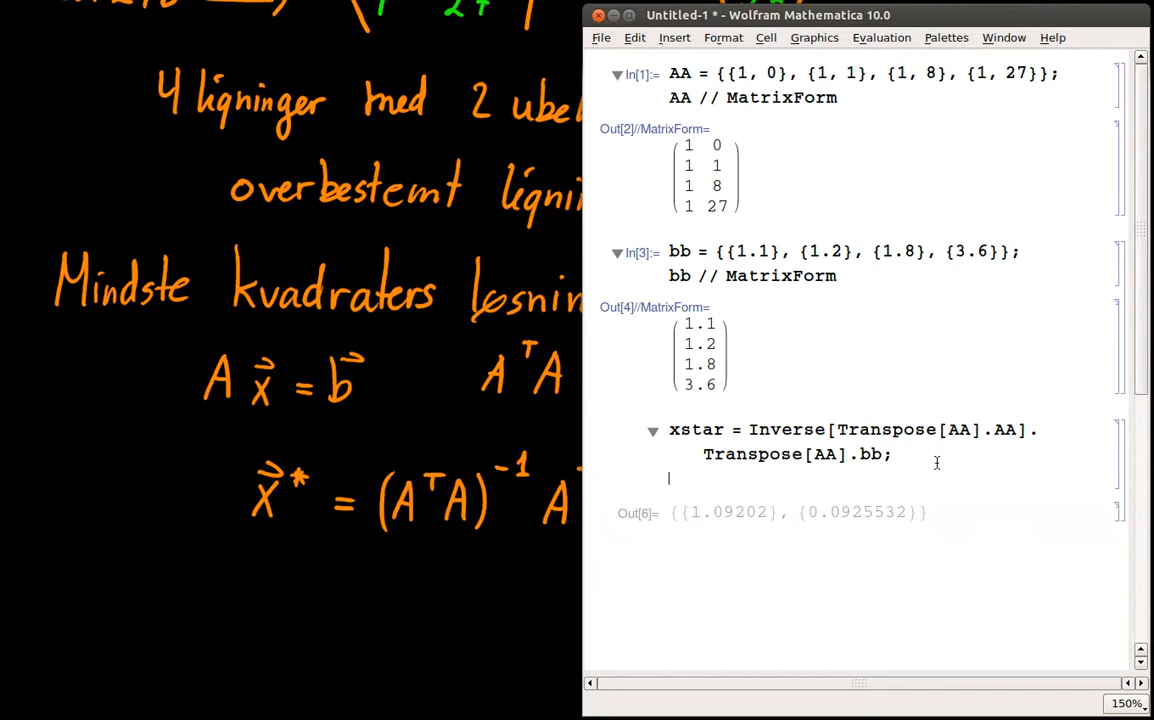 4 ligninger med 2
overbestemt
Mindste kvadraters
A x⃗ = b⃗ AᵀA
x⃗* = (AᵀA)⁻¹ A
Untitled-1 * - Wolfram Mathematica 10.0
File Edit Insert Format Cell Graphics Evaluation Palettes Window Help
In[1]:= AA = {{1, 0}, {1, 1}, {1, 8}, {1, 27}};
AA // MatrixForm
Out[2]//MatrixForm=
1 0
1 1
1 8
1 27
In[3]:= bb = {{1.1}, {1.2}, {1.8}, {3.6}};
bb // MatrixForm
Out[4]//MatrixForm=
1.1
1.2
1.8
3.6
xstar = Inverse[Transpose[AA].AA].
Transpose[AA].bb;
Out[6]= {{1.09202}, {0.0925532}}
150%